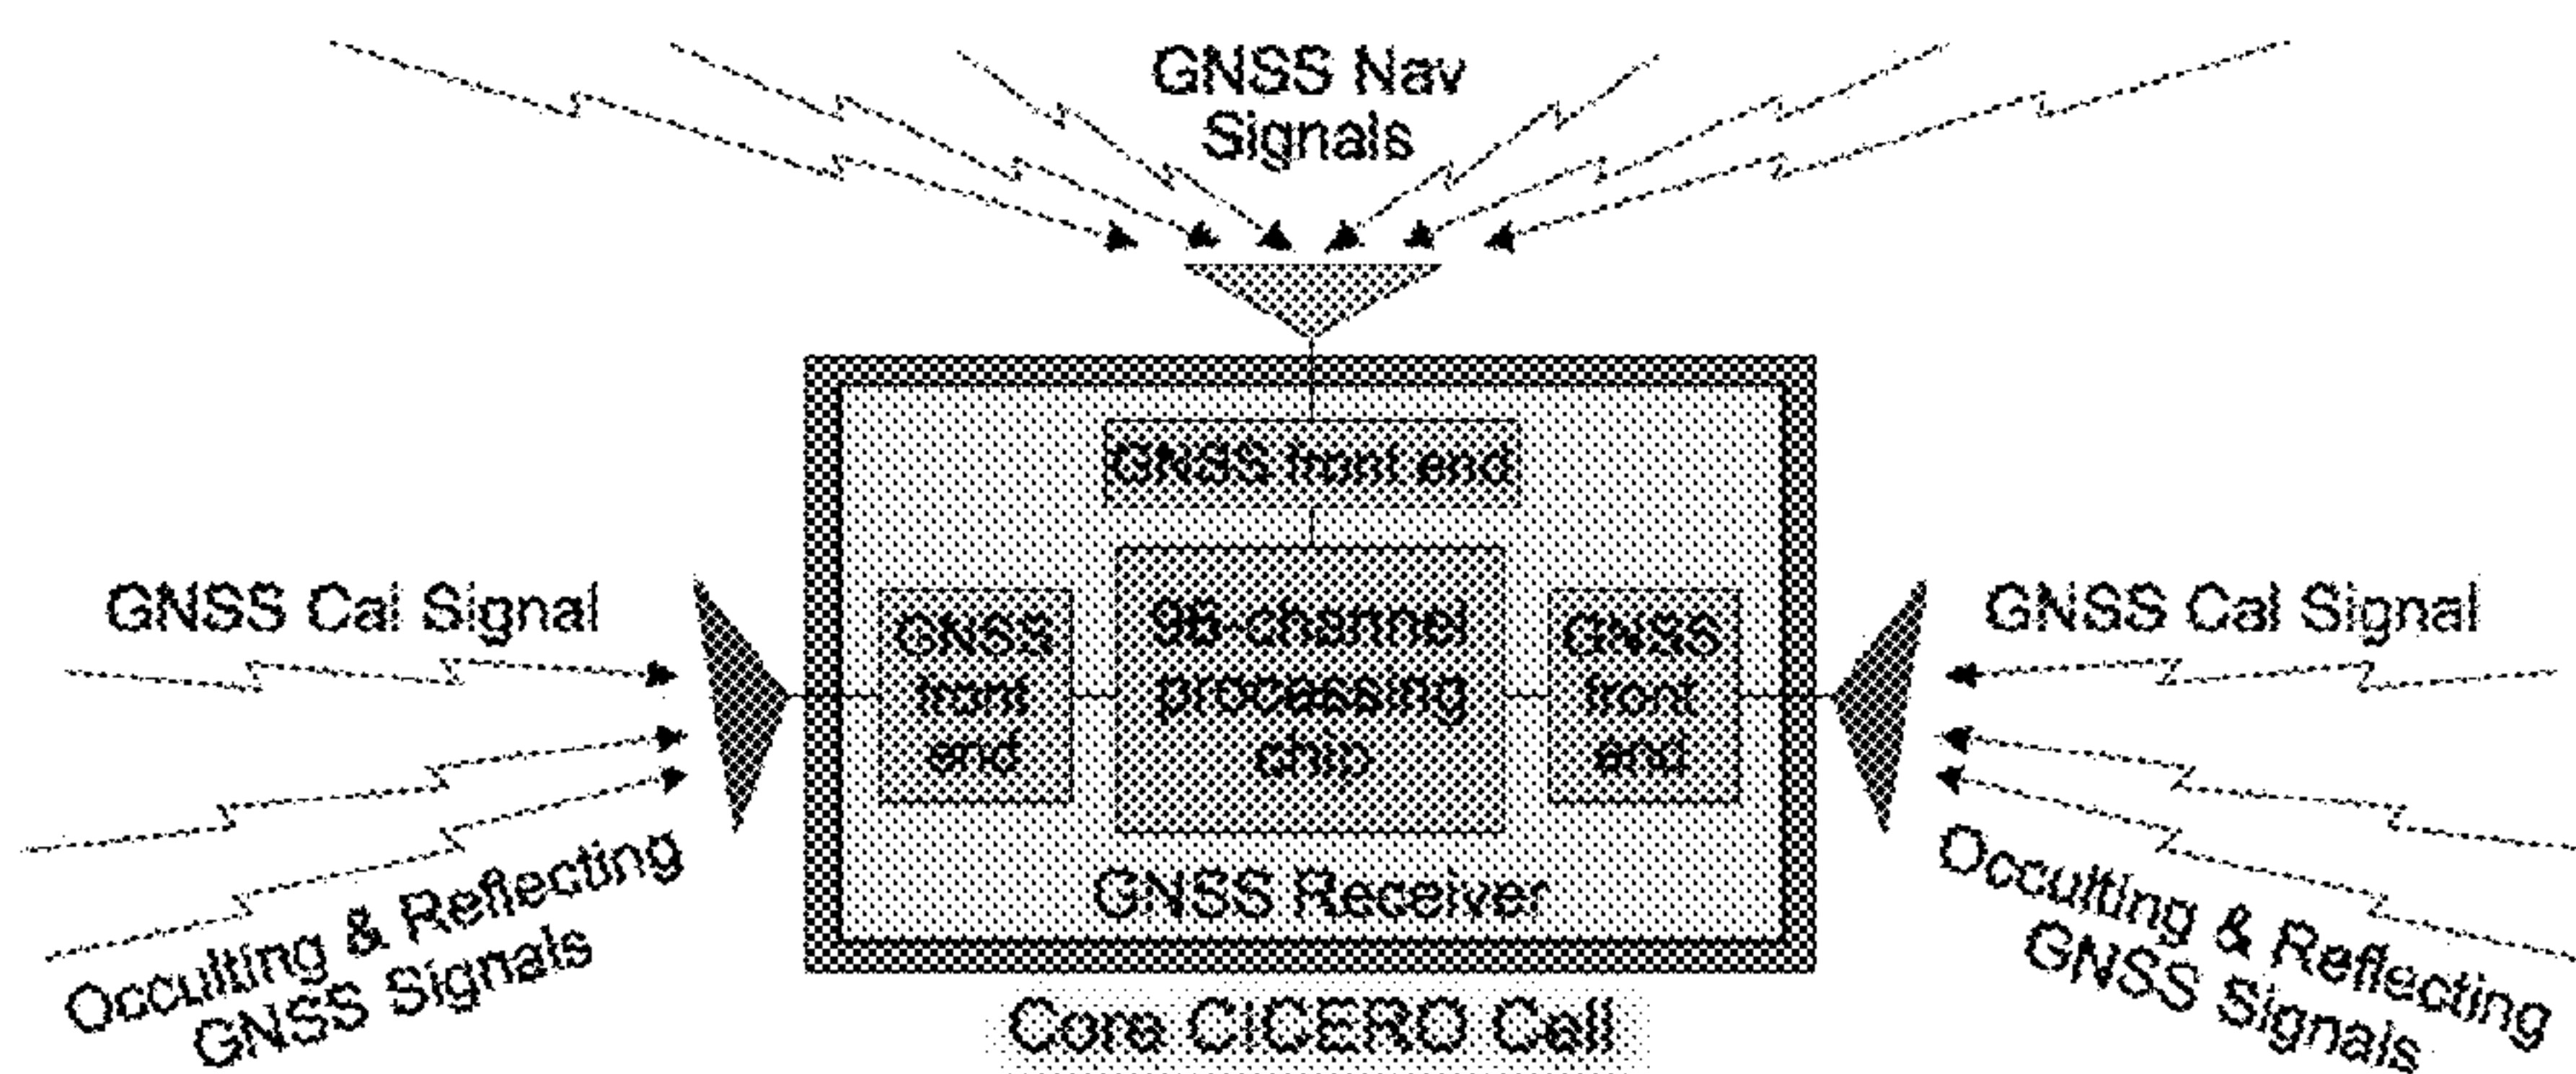 GNSS Nav
Signals
GNSS front end
GNSS Cal Signal
GNSS
front
end
96-channel
processing
chip
GNSS
front
end
GNSS Cal Signal
Occulting & Reflecting
GNSS Signals
GNSS Receiver
Occulting & Reflecting
GNSS Signals
Core CICERO Cell